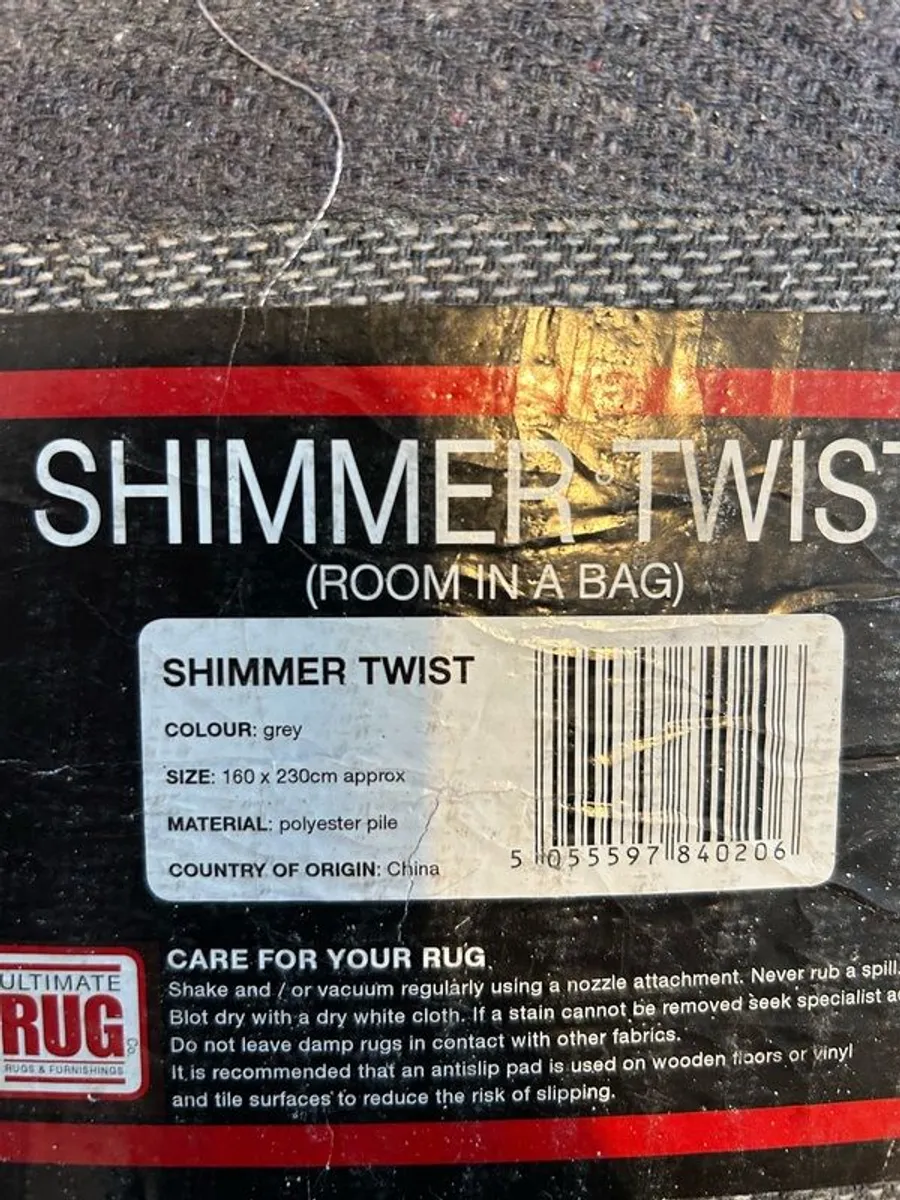 SHIMMER TWIST
(ROOM IN A BAG)
SHIMMER TWIST
COLOUR: grey
SIZE: 160 x 230cm approx
MATERIAL: polyester pile
COUNTRY OF ORIGIN: China
5 055597 840206
ULTIMATE
RUG Co.
RUGS & FURNISHINGS
CARE FOR YOUR RUG
Shake and / or vacuum regularly using a nozzle attachment. Never rub a spill.
Blot dry with a dry white cloth. If a stain cannot be removed seek specialist
Do not leave damp rugs in contact with other fabrics.
It is recommended that an antislip pad is used on wooden floors or vinyl
and tile surfaces to reduce the risk of slipping.